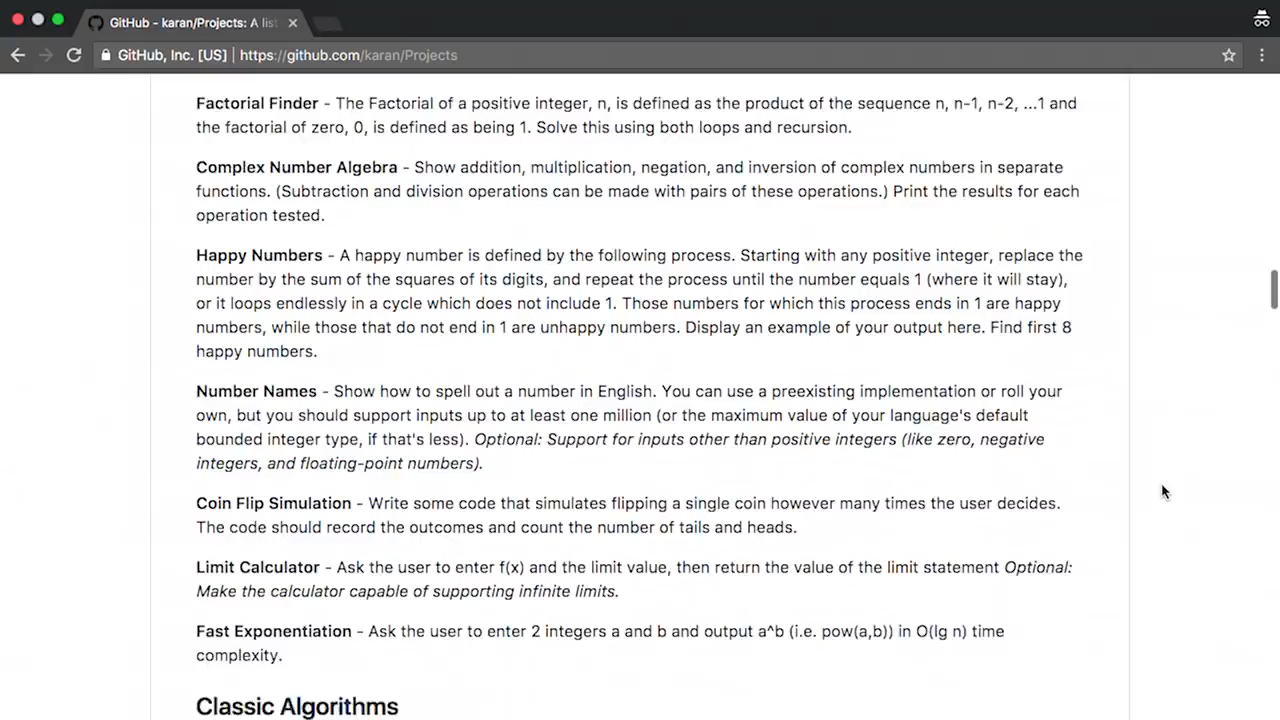 GitHub - karan/Projects: A list
GitHub, Inc. [US] | https://github.com/karan/Projects
Factorial Finder - The Factorial of a positive integer, n, is defined as the product of the sequence n, n-1, n-2, ...1 and
the factorial of zero, 0, is defined as being 1. Solve this using both loops and recursion.
Complex Number Algebra - Show addition, multiplication, negation, and inversion of complex numbers in separate
functions. (Subtraction and division operations can be made with pairs of these operations.) Print the results for each
operation tested.
Happy Numbers - A happy number is defined by the following process. Starting with any positive integer, replace the
number by the sum of the squares of its digits, and repeat the process until the number equals 1 (where it will stay),
or it loops endlessly in a cycle which does not include 1. Those numbers for which this process ends in 1 are happy
numbers, while those that do not end in 1 are unhappy numbers. Display an example of your output here. Find first 8
happy numbers.
Number Names - Show how to spell out a number in English. You can use a preexisting implementation or roll your
own, but you should support inputs up to at least one million (or the maximum value of your language's default
bounded integer type, if that's less). Optional: Support for inputs other than positive integers (like zero, negative
integers, and floating-point numbers).
Coin Flip Simulation - Write some code that simulates flipping a single coin however many times the user decides.
The code should record the outcomes and count the number of tails and heads.
Limit Calculator - Ask the user to enter f(x) and the limit value, then return the value of the limit statement Optional:
Make the calculator capable of supporting infinite limits.
Fast Exponentiation - Ask the user to enter 2 integers a and b and output a^b (i.e. pow(a,b)) in O(lg n) time
complexity.
Classic Algorithms